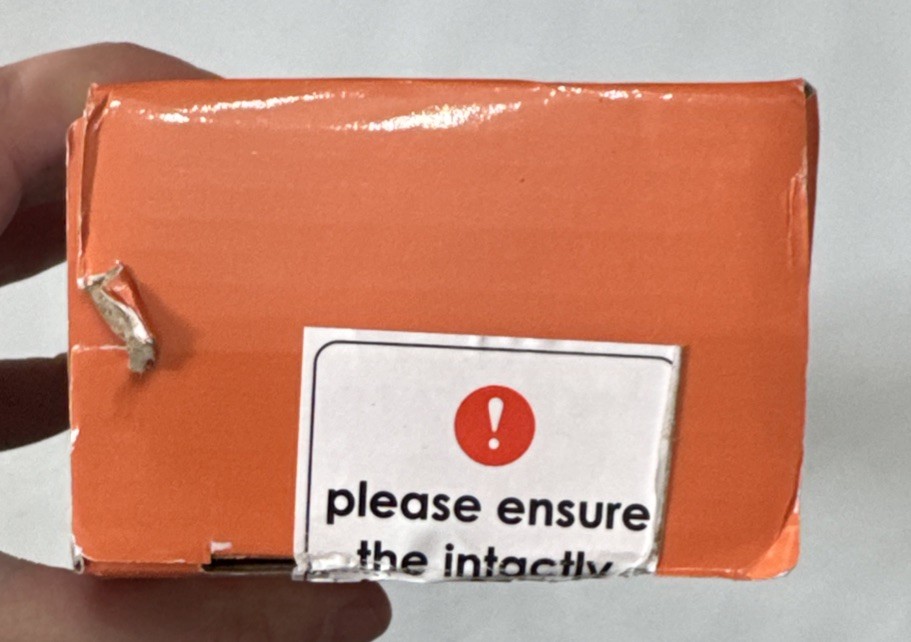 !
please ensure
the intactly